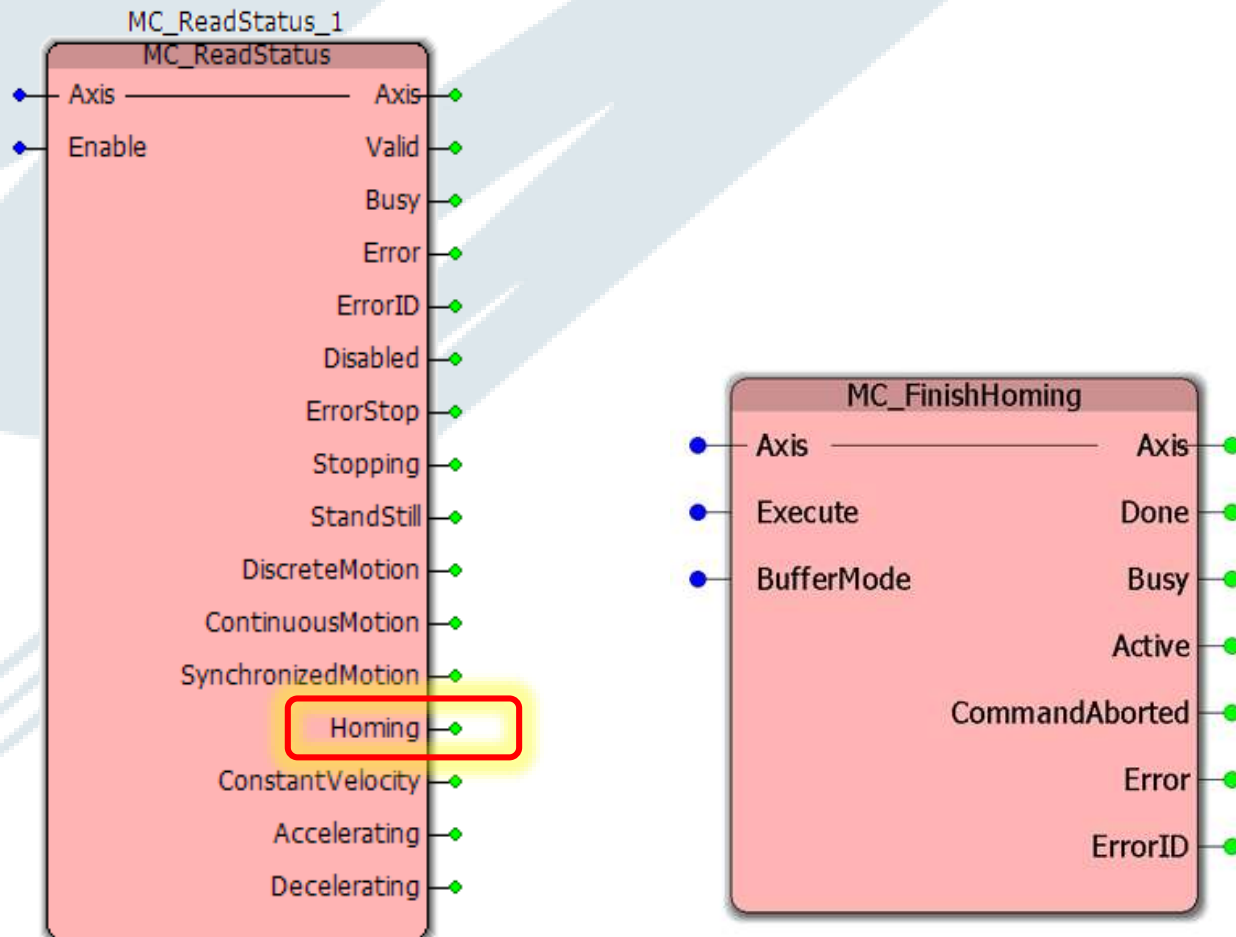 MC_ReadStatus_1
MC_ReadStatus
Axis Axis
Enable Valid
Busy
Error
ErrorID
Disabled
ErrorStop
Stopping
StandStill
DiscreteMotion
ContinuousMotion
SynchronizedMotion
Homing
ConstantVelocity
Accelerating
Decelerating
MC_FinishHoming
Axis Axis
Execute Done
BufferMode Busy
Active
CommandAborted
Error
ErrorID